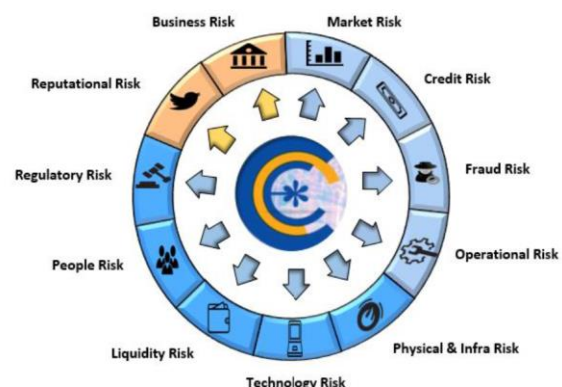 Business Risk
Market Risk
Reputational Risk
Credit Risk
Regulatory Risk
Fraud Risk
People Risk
Operational Risk
Liquidity Risk
Physical & Infra Risk
Technology Risk